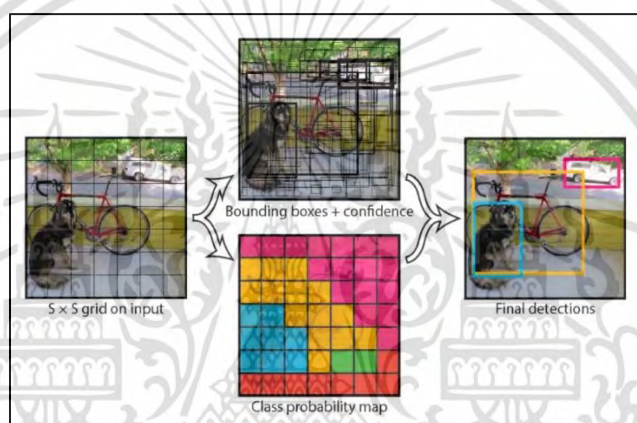 Bounding boxes + confidence
S × S grid on input
Final detections
Class probability map